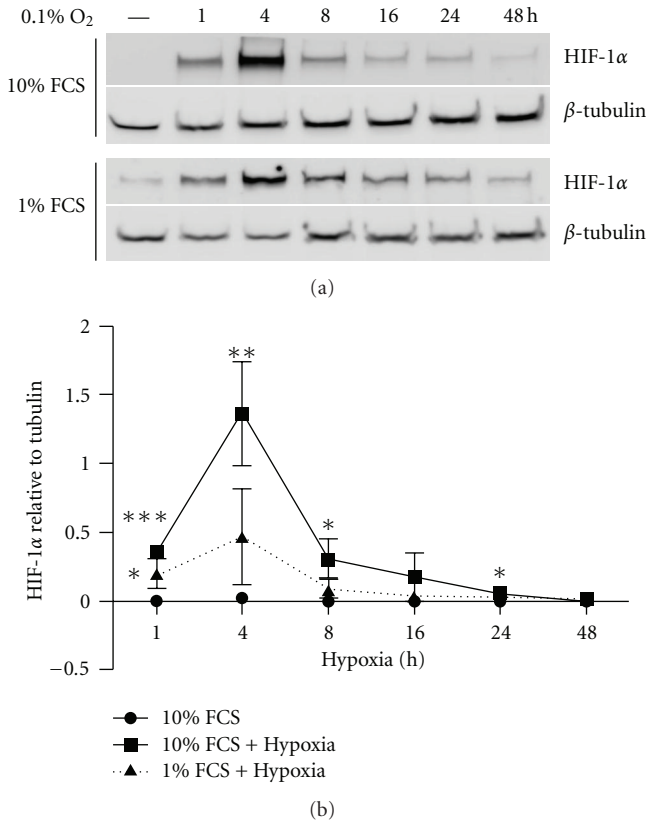 0.1% O₂ — 1 4 8 16 24 48 h
10% FCS
HIF-1α
β-tubulin
1% FCS
HIF-1α
β-tubulin
(a)
HIF-1α relative to tubulin
2
1.5
1
0.5
0
−0.5
**
***
*
*
*
1 4 8 16 24 48
Hypoxia (h)
10% FCS
10% FCS + Hypoxia
1% FCS + Hypoxia
(b)